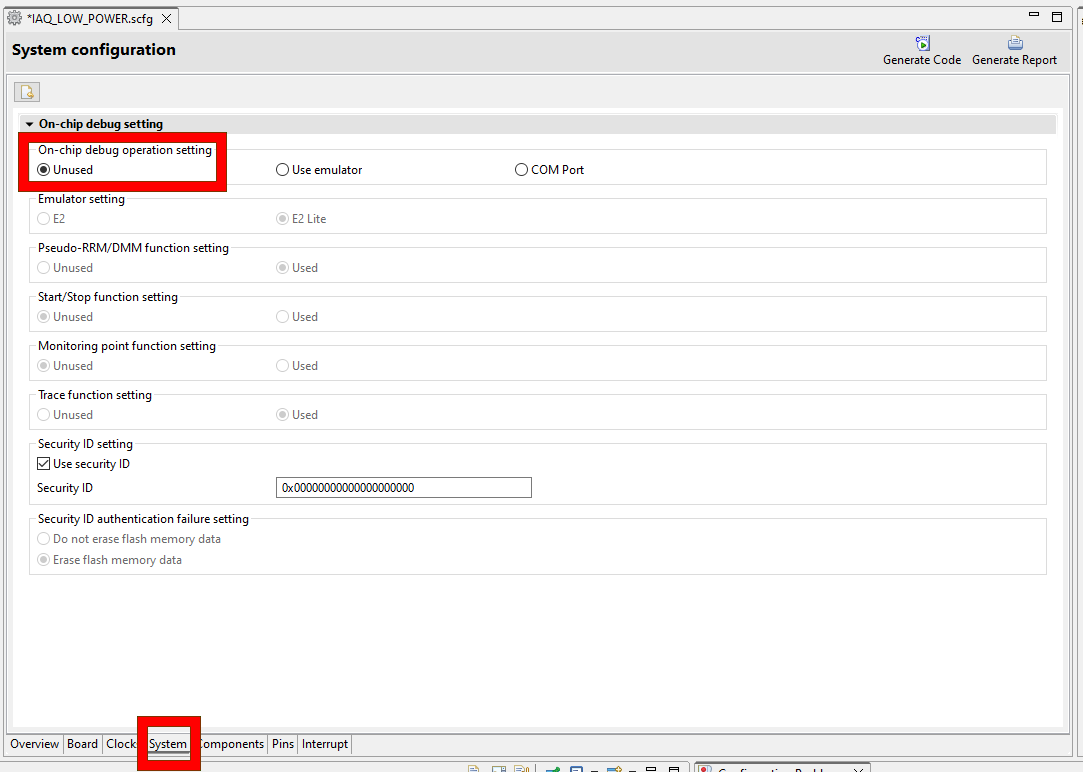 *IAQ_LOW_POWER.scfg
System configuration
Generate Code Generate Report
On-chip debug setting
On-chip debug operation setting
Unused Use emulator COM Port
Emulator setting
E2 E2 Lite
Pseudo-RRM/DMM function setting
Unused Used
Start/Stop function setting
Unused Used
Monitoring point function setting
Unused Used
Trace function setting
Unused Used
Security ID setting
Use security ID
Security ID 0x00000000000000000000
Security ID authentication failure setting
Do not erase flash memory data
Erase flash memory data
Overview Board Clock System omponents Pins Interrupt